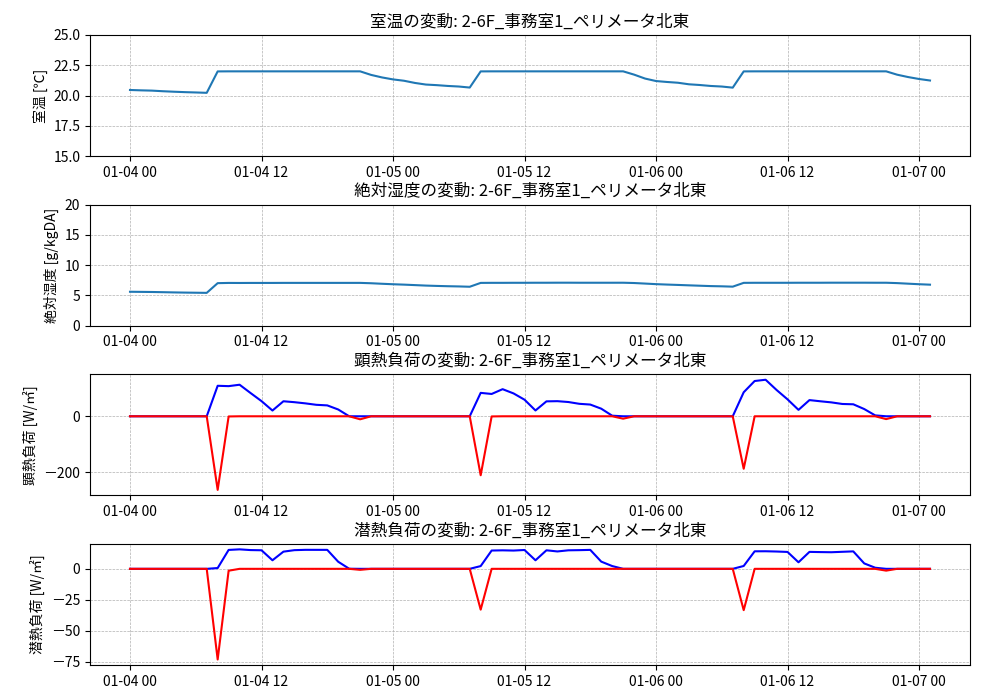 室温の変動: 2-6F_事務室1_ペリメータ北東
室温 [℃]
25.0
22.5
20.0
17.5
15.0
01-04 00 01-04 12 01-05 00 01-05 12 01-06 00 01-06 12 01-07 00
絶対湿度の変動: 2-6F_事務室1_ペリメータ北東
絶対湿度 [g/kgDA]
20
15
10
5
0
01-04 00 01-04 12 01-05 00 01-05 12 01-06 00 01-06 12 01-07 00
顕熱負荷の変動: 2-6F_事務室1_ペリメータ北東
顕熱負荷 [W/㎡]
0
−200
01-04 00 01-04 12 01-05 00 01-05 12 01-06 00 01-06 12 01-07 00
潜熱負荷の変動: 2-6F_事務室1_ペリメータ北東
潜熱負荷 [W/㎡]
0
−25
−50
−75
01-04 00 01-04 12 01-05 00 01-05 12 01-06 00 01-06 12 01-07 00